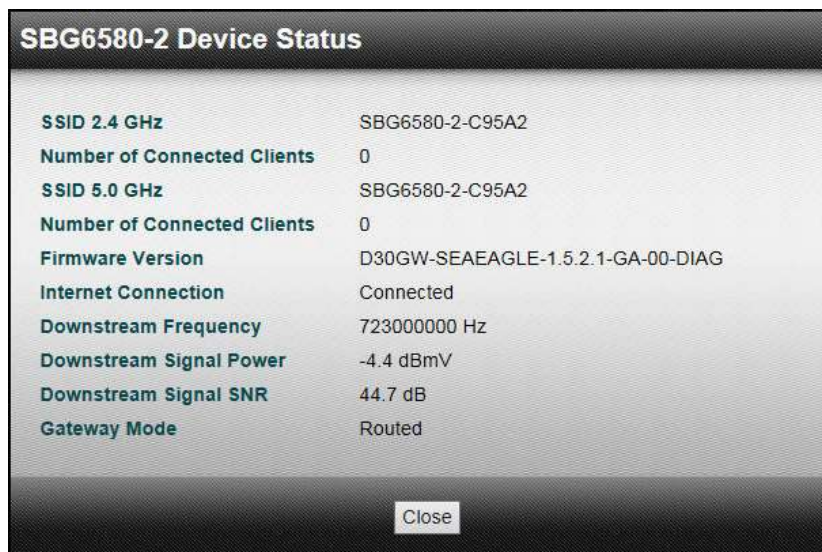 SBG6580-2 Device Status
SSID 2.4 GHz SBG6580-2-C95A2
Number of Connected Clients 0
SSID 5.0 GHz SBG6580-2-C95A2
Number of Connected Clients 0
Firmware Version D30GW-SEAEAGLE-1.5.2.1-GA-00-DIAG
Internet Connection Connected
Downstream Frequency 723000000 Hz
Downstream Signal Power -4.4 dBmV
Downstream Signal SNR 44.7 dB
Gateway Mode Routed
Close